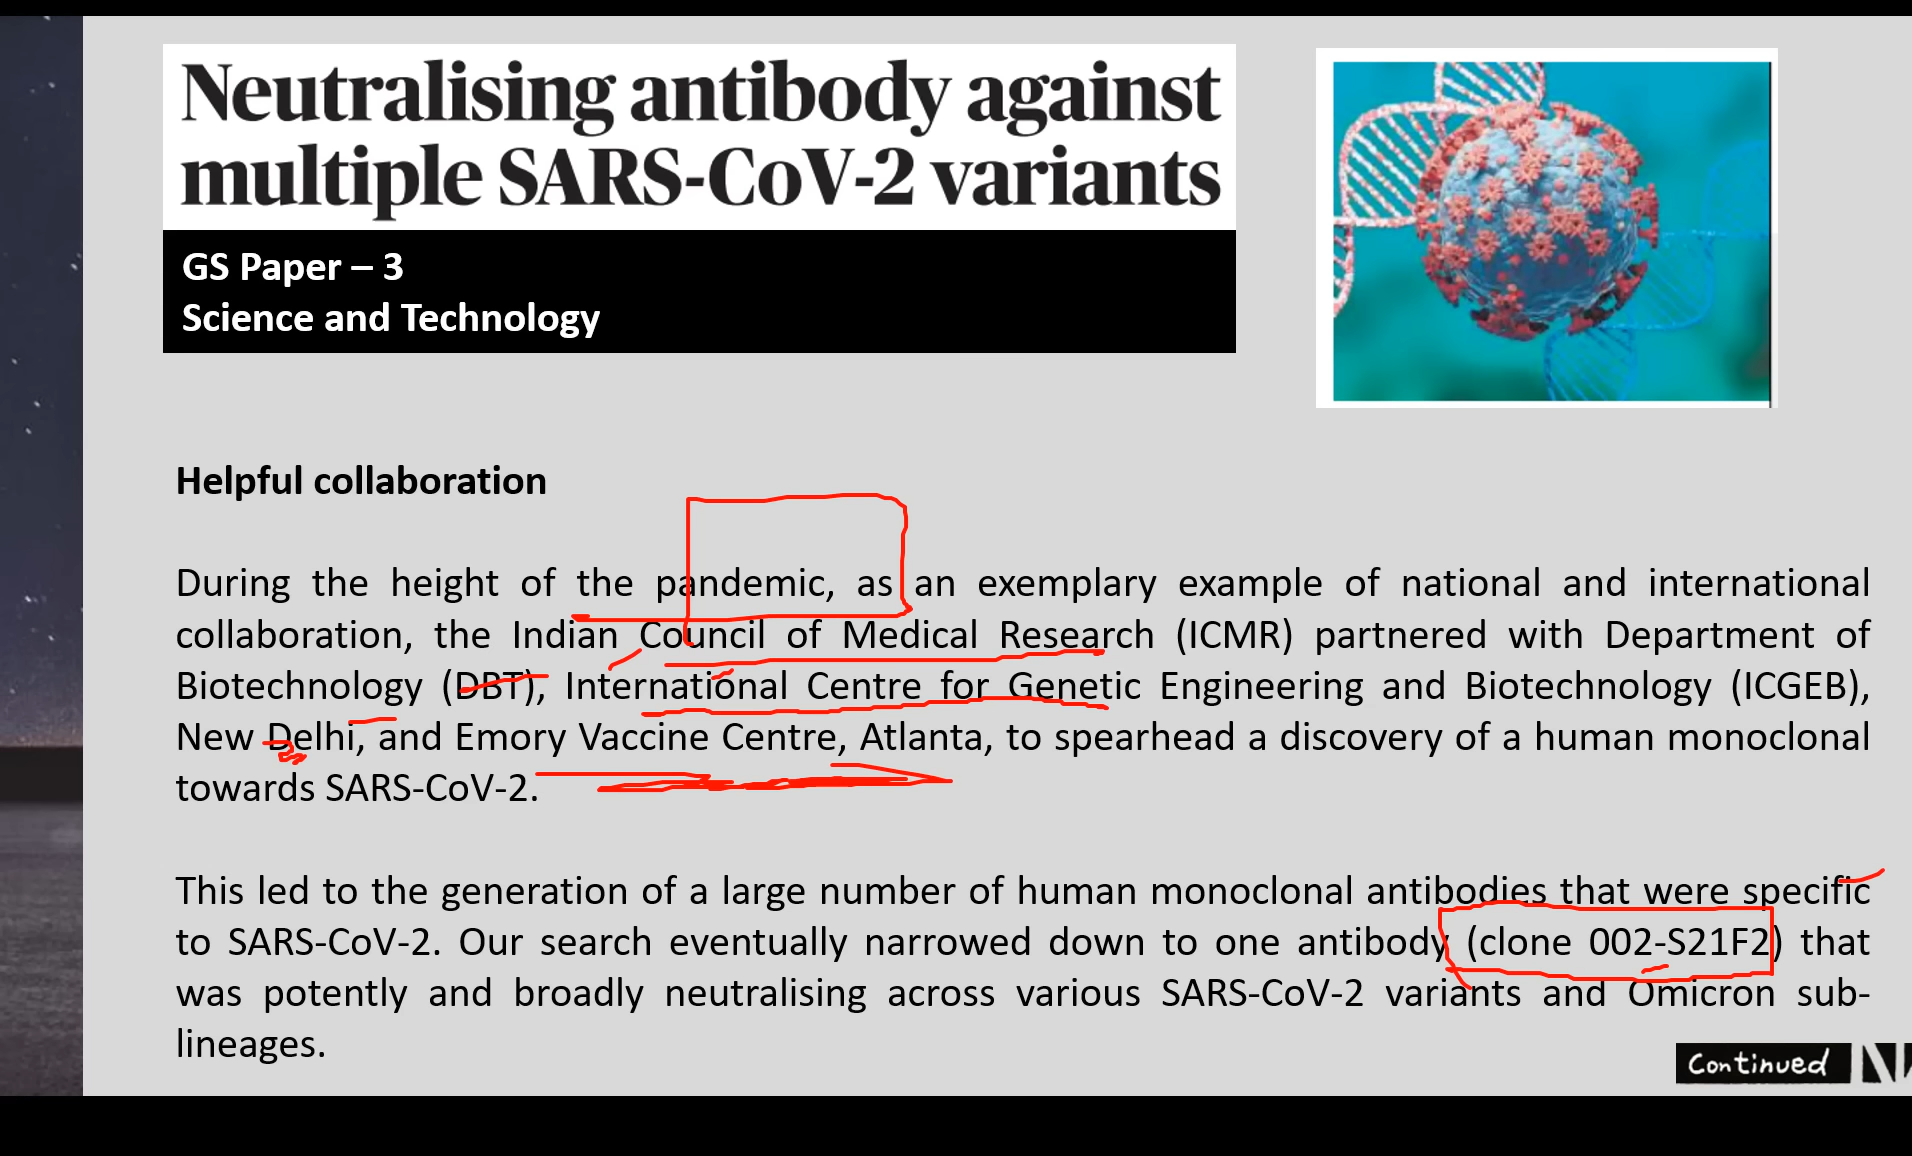 Neutralising antibody against
multiple SARS-CoV-2 variants
GS Paper – 3
Science and Technology
Helpful collaboration
During the height of the pandemic, as an exemplary example of national and international
collaboration, the Indian Council of Medical Research (ICMR) partnered with Department of
Biotechnology (DBT), International Centre for Genetic Engineering and Biotechnology (ICGEB),
New Delhi, and Emory Vaccine Centre, Atlanta, to spearhead a discovery of a human monoclonal
towards SARS-CoV-2.
This led to the generation of a large number of human monoclonal antibodies that were specific
to SARS-CoV-2. Our search eventually narrowed down to one antibody (clone 002-S21F2) that
was potently and broadly neutralising across various SARS-CoV-2 variants and Omicron sub-
lineages.
Continued